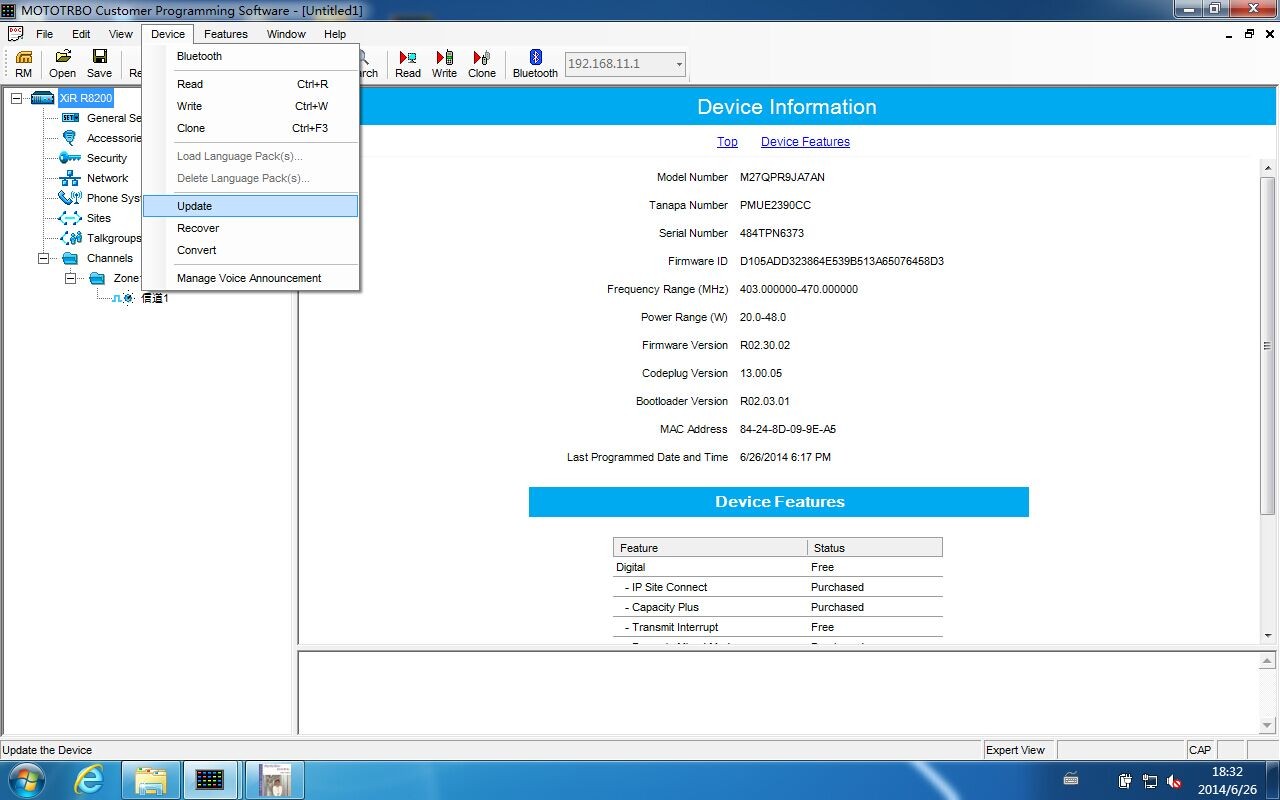 MOTOTRBO Customer Programming Software - [Untitled1]
File Edit View Device Features Window Help
RM Open Save Read Write Clone Bluetooth 192.168.11.1
Bluetooth
Read Ctrl+R
Write Ctrl+W
Clone Ctrl+F3
Load Language Pack(s)...
Delete Language Pack(s)...
Update
Recover
Convert
Manage Voice Announcement
XiR R8200
General Se
Accessorie
Security
Network
Phone Sys
Sites
Talkgroups
Channels
Zone
信道1
Device Information
Top Device Features
Model Number M27QPR9JA7AN
Tanapa Number PMUE2390CC
Serial Number 484TPN6373
Firmware ID D105ADD323864E539B513A65076458D3
Frequency Range (MHz) 403.000000-470.000000
Power Range (W) 20.0-48.0
Firmware Version R02.30.02
Codeplug Version 13.00.05
Bootloader Version R02.03.01
MAC Address 84-24-8D-09-9E-A5
Last Programmed Date and Time 6/26/2014 6:17 PM
Device Features
Feature Status
Digital Free
- IP Site Connect Purchased
- Capacity Plus Purchased
- Transmit Interrupt Free
Update the Device Expert View CAP
18:32
2014/6/26